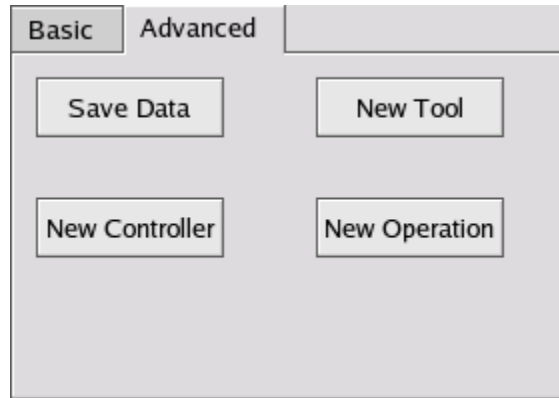 Basic
Advanced
Save Data
New Tool
New Controller
New Operation